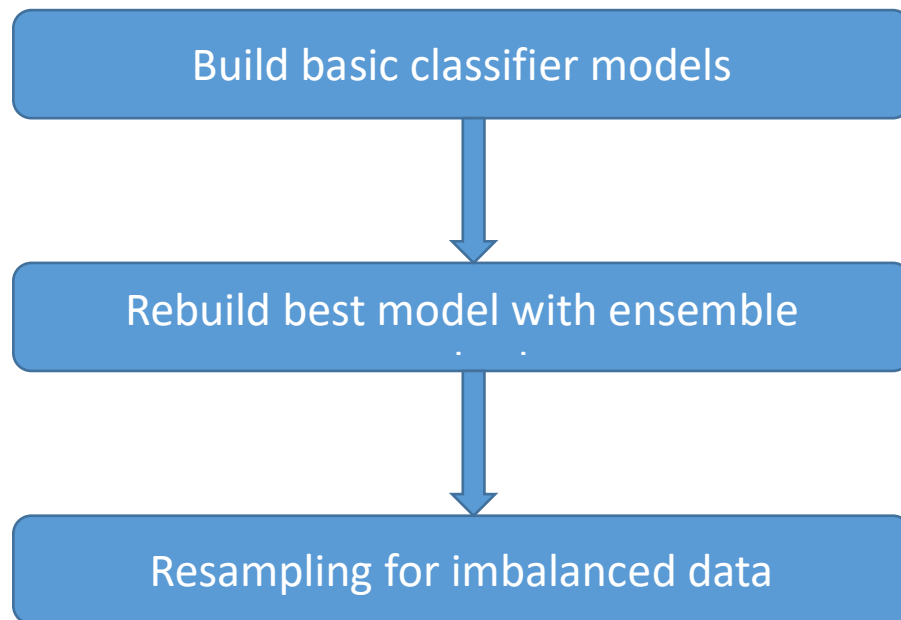 Build basic classifier models
Rebuild best model with ensemble
Resampling for imbalanced data